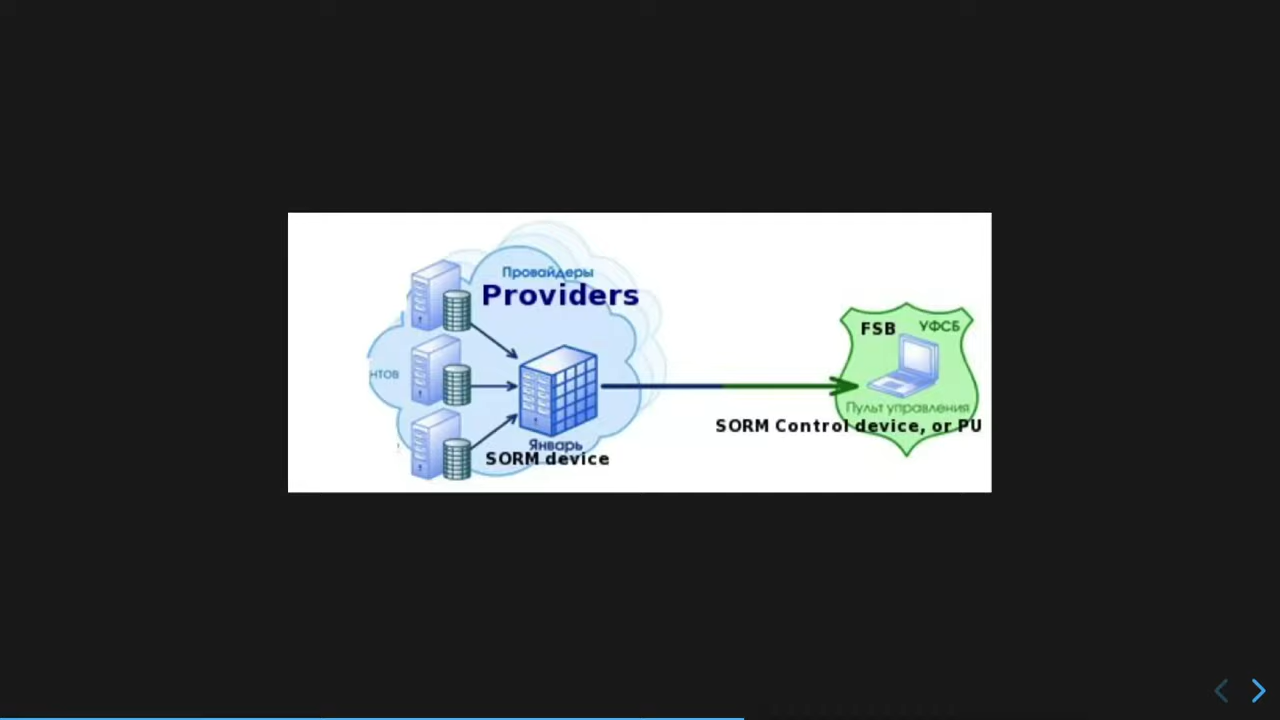 Провайдеры
Providers
нтов
Январь
SORM device
FSB
УФСБ
Пульт управления
SORM Control device, or PU